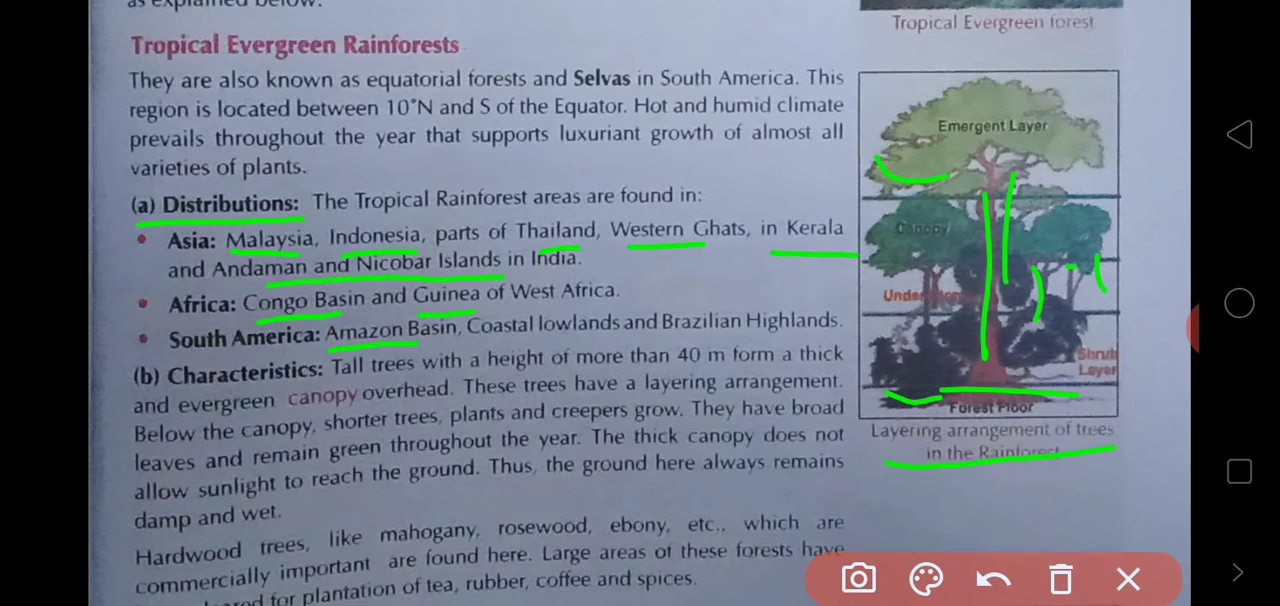 as explained below.
Tropical Evergreen forest
Tropical Evergreen Rainforests
They are also known as equatorial forests and Selvas in South America. This
region is located between 10°N and S of the Equator. Hot and humid climate
prevails throughout the year that supports luxuriant growth of almost all
varieties of plants.
(a) Distributions: The Tropical Rainforest areas are found in:
• Asia: Malaysia, Indonesia, parts of Thailand, Western Ghats, in Kerala
and Andaman and Nicobar Islands in India.
• Africa: Congo Basin and Guinea of West Africa.
• South America: Amazon Basin, Coastal lowlands and Brazilian Highlands.
(b) Characteristics: Tall trees with a height of more than 40 m form a thick
and evergreen canopy overhead. These trees have a layering arrangement.
Below the canopy, shorter trees, plants and creepers grow. They have broad
leaves and remain green throughout the year. The thick canopy does not
allow sunlight to reach the ground. Thus, the ground here always remains
damp and wet.
Hardwood trees, like mahogany, rosewood, ebony, etc., which are
commercially important are found here. Large areas of these forests have
for plantation of tea, rubber, coffee and spices.
Emergent Layer
Canopy
Shrub
Layer
Forest Floor
Layering arrangement of trees
in the Rainforest